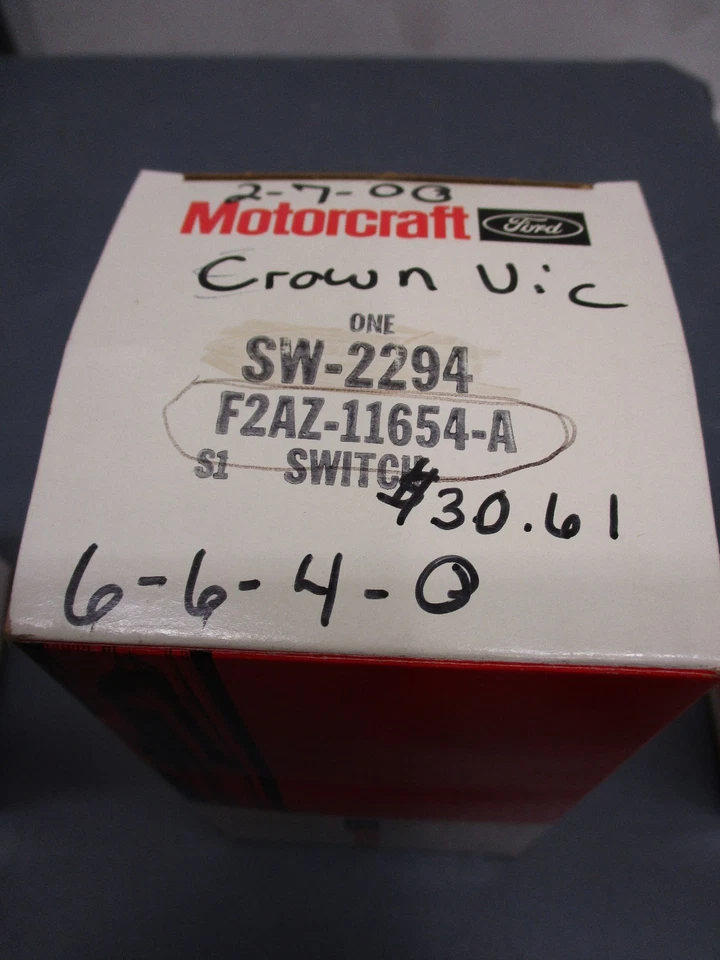 2-7-00
Motorcraft Ford
Crown Vic
ONE
SW-2294
F2AZ-11654-A
S1 SWITCH
$30.61
6-6-4-0